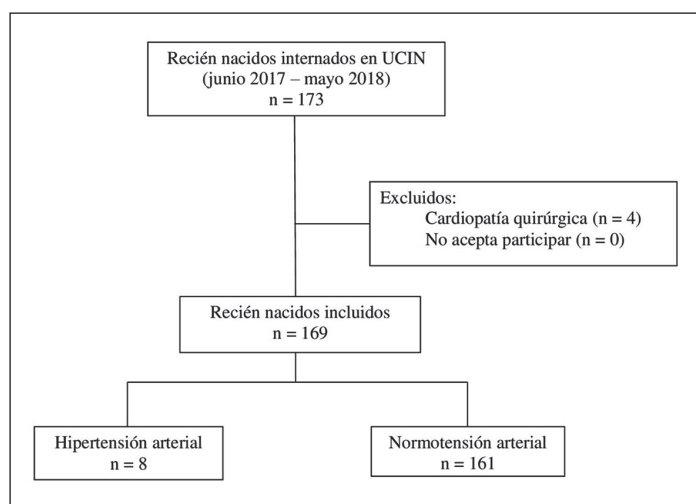 Recién nacidos internados en UCIN
(junio 2017 – mayo 2018)
n = 173
Excluidos:
Cardiopatía quirúrgica (n = 4)
No acepta participar (n = 0)
Recién nacidos incluidos
n = 169
Hipertensión arterial
n = 8
Normotensión arterial
n = 161